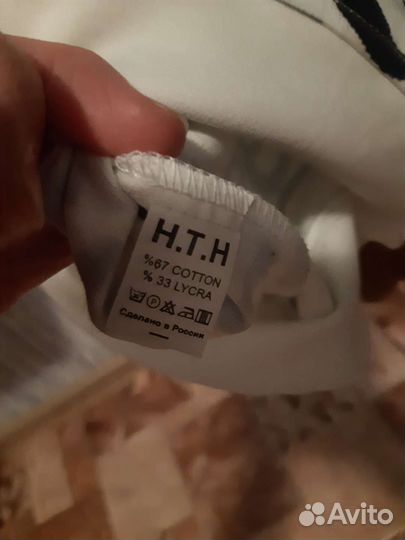 H.T.H
%67 COTTON
% 33 LYCRA
Сделано в России
Avito